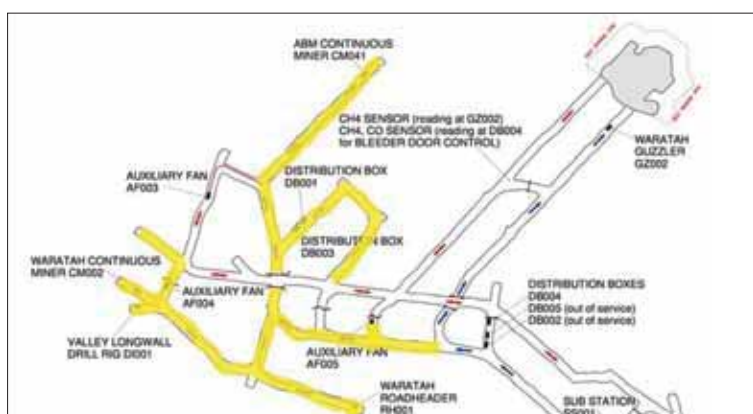 ABM CONTINUOUS
MINER CM041
CH4 SENSOR (reading at GZ002)
CH4, CO SENSOR (reading at DB004
for BLEEDER DOOR CONTROL)
WARATAH
GUZZLER
GZ002
AUXILIARY FAN
AF003
DISTRIBUTION BOX
DB001
DISTRIBUTION BOX
DB003
WARATAH CONTINUOUS
MINER CM002
AUXILIARY FAN
AF004
DISTRIBUTION BOXES
DB004
DB005 (out of service)
DB002 (out of service)
VALLEY LONGWALL
DRILL RIG DI001
AUXILIARY FAN
AF005
WARATAH
ROADHEADER
RH001
SUB STATION
SS001